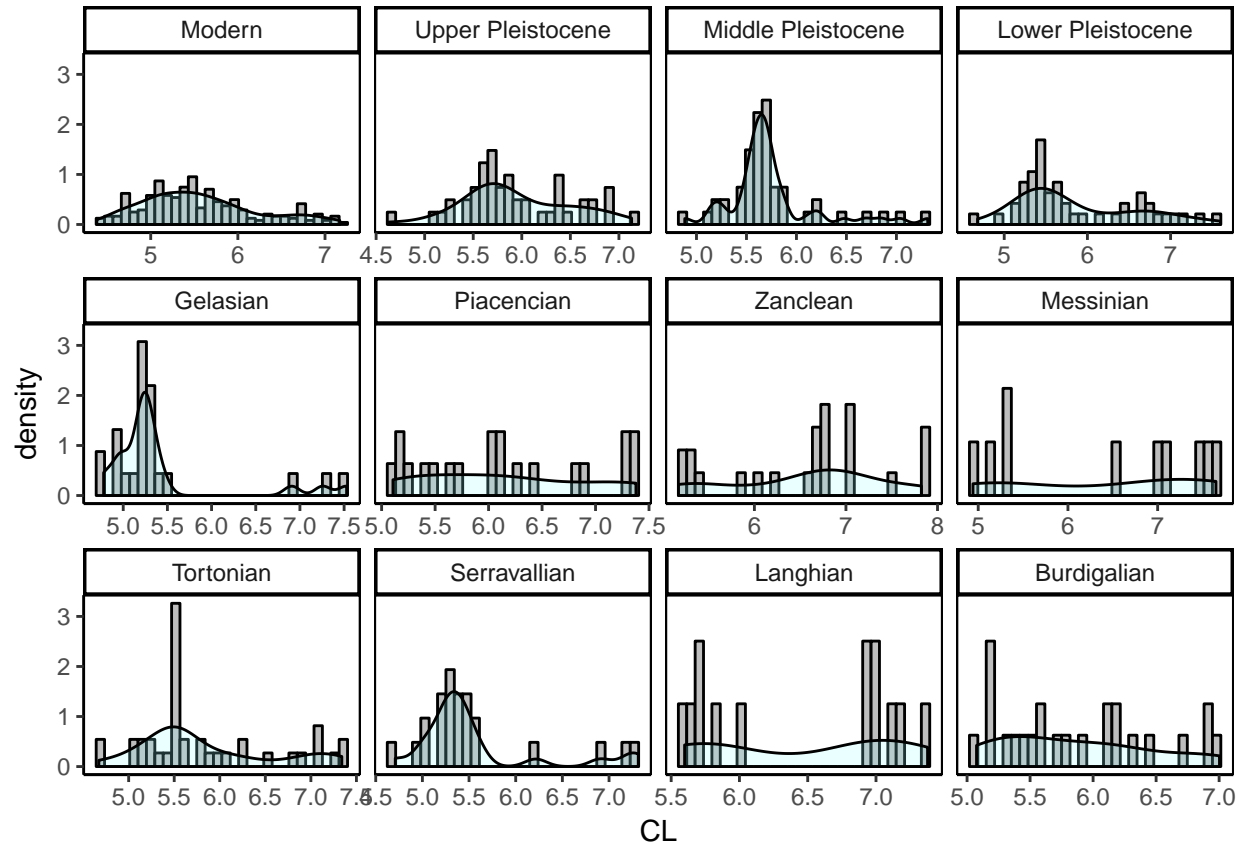 Modern Upper Pleistocene Middle Pleistocene Lower Pleistocene
3
2
1
0
5 6 7 4.5 5.0 5.5 6.0 6.5 7.0 5.0 5.5 6.0 6.5 7.0 5 6 7
Gelasian Piacencian Zanclean Messinian
3
2
1
0
5.0 5.5 6.0 6.5 7.0 7.5 5.0 5.5 6.0 6.5 7.0 7.5 6 7 8 5 6 7
density
Tortonian Serravallian Langhian Burdigalian
3
2
1
0
5.0 5.5 6.0 6.5 7.0 5.0 5.5 6.0 6.5 7.0 5.5 6.0 6.5 7.0 5.0 5.5 6.0 6.5 7.0
CL